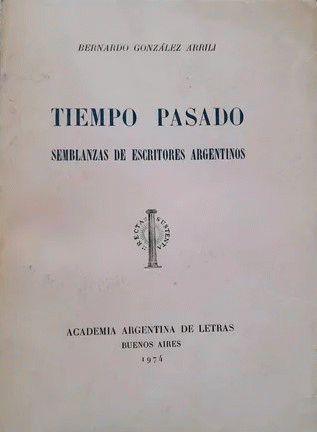 BERNARDO GONZÁLEZ ARRILI
TIEMPO PASADO
SEMBLANZAS DE ESCRITORES ARGENTINOS
RECTA SUSTENTA
ACADEMIA ARGENTINA DE LETRAS
BUENOS AIRES
1974